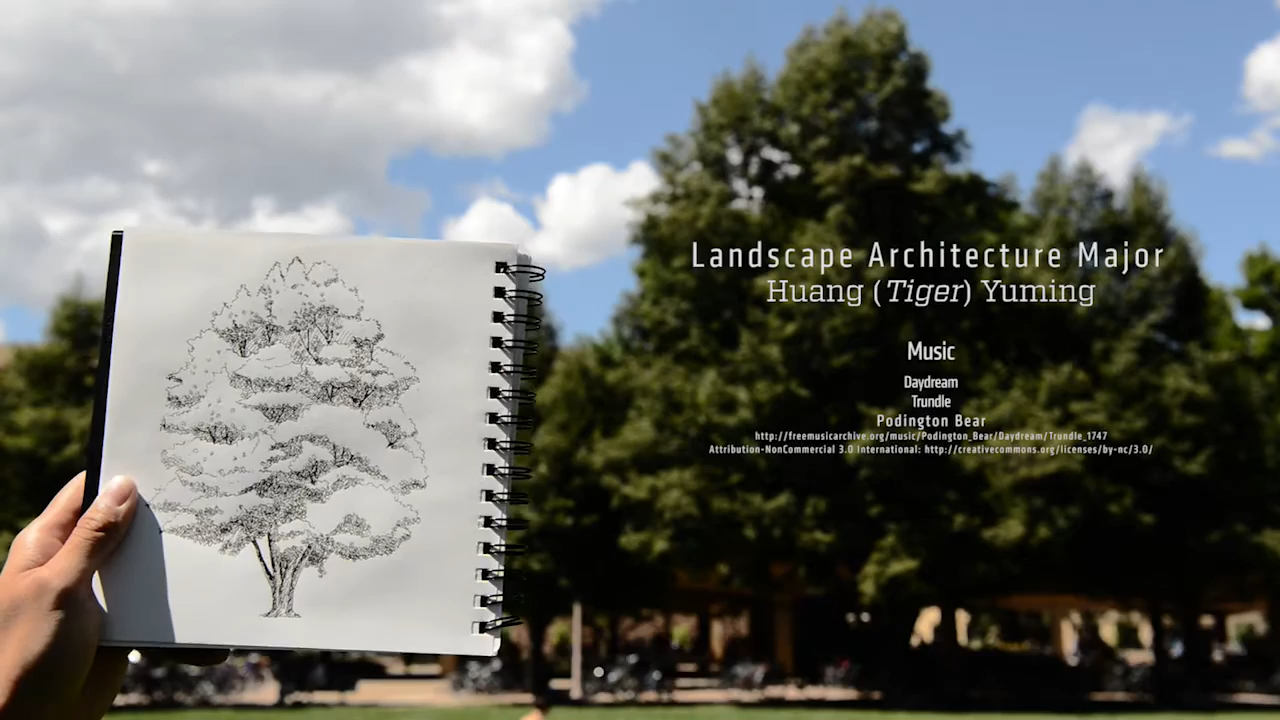 Landscape Architecture Major
Huang (Tiger) Yuming
Music
Daydream
Trundle
Podington Bear
http://freemusicarchive.org/music/Podington_Bear/Daydream/Trundle_1747
Attribution-NonCommercial 3.0 International: http://creativecommons.org/licenses/by-nc/3.0/